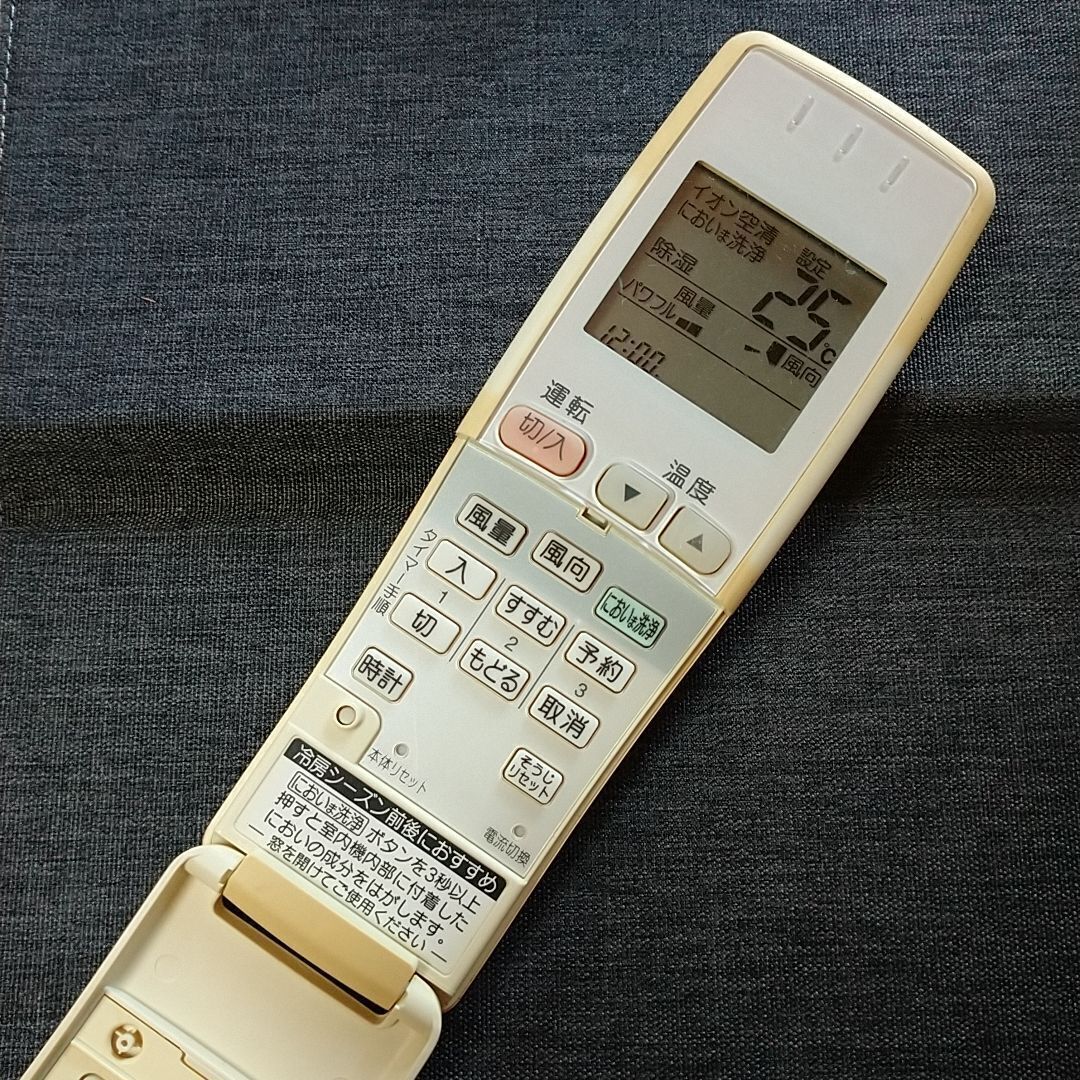 イオン空清
においま洗浄
設定
除湿
25℃
パワフル
風量
風向
12:00
運転
切/入
温度
▼
▲
風量
風向
においま洗浄
タイマー手順
入
1
切
すすむ
2
もどる
予約
3
取消
時計
本体リセット
そうじ
リセット
電流切換
冷房シーズン前後におすすめ
においま洗浄 ボタンを3秒以上
押すと室内機内部に付着した
においの成分をはがします。
― 窓を開けてご使用ください ―